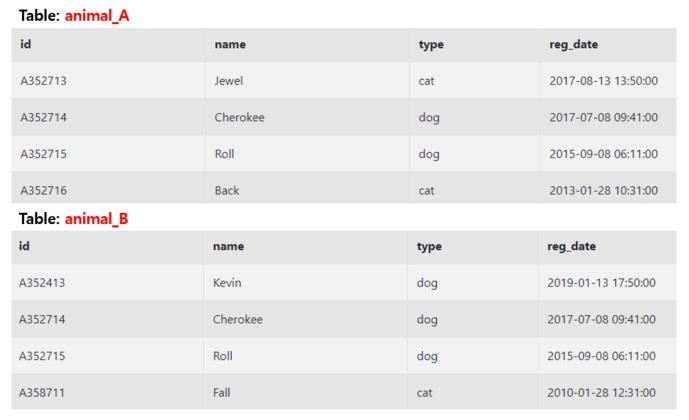 Table: animal_A
id name type reg_date
A352713 Jewel cat 2017-08-13 13:50:00
A352714 Cherokee dog 2017-07-08 09:41:00
A352715 Roll dog 2015-09-08 06:11:00
A352716 Back cat 2013-01-28 10:31:00
Table: animal_B
id name type reg_date
A352413 Kevin dog 2019-01-13 17:50:00
A352714 Cherokee dog 2017-07-08 09:41:00
A352715 Roll dog 2015-09-08 06:11:00
A358711 Fall cat 2010-01-28 12:31:00